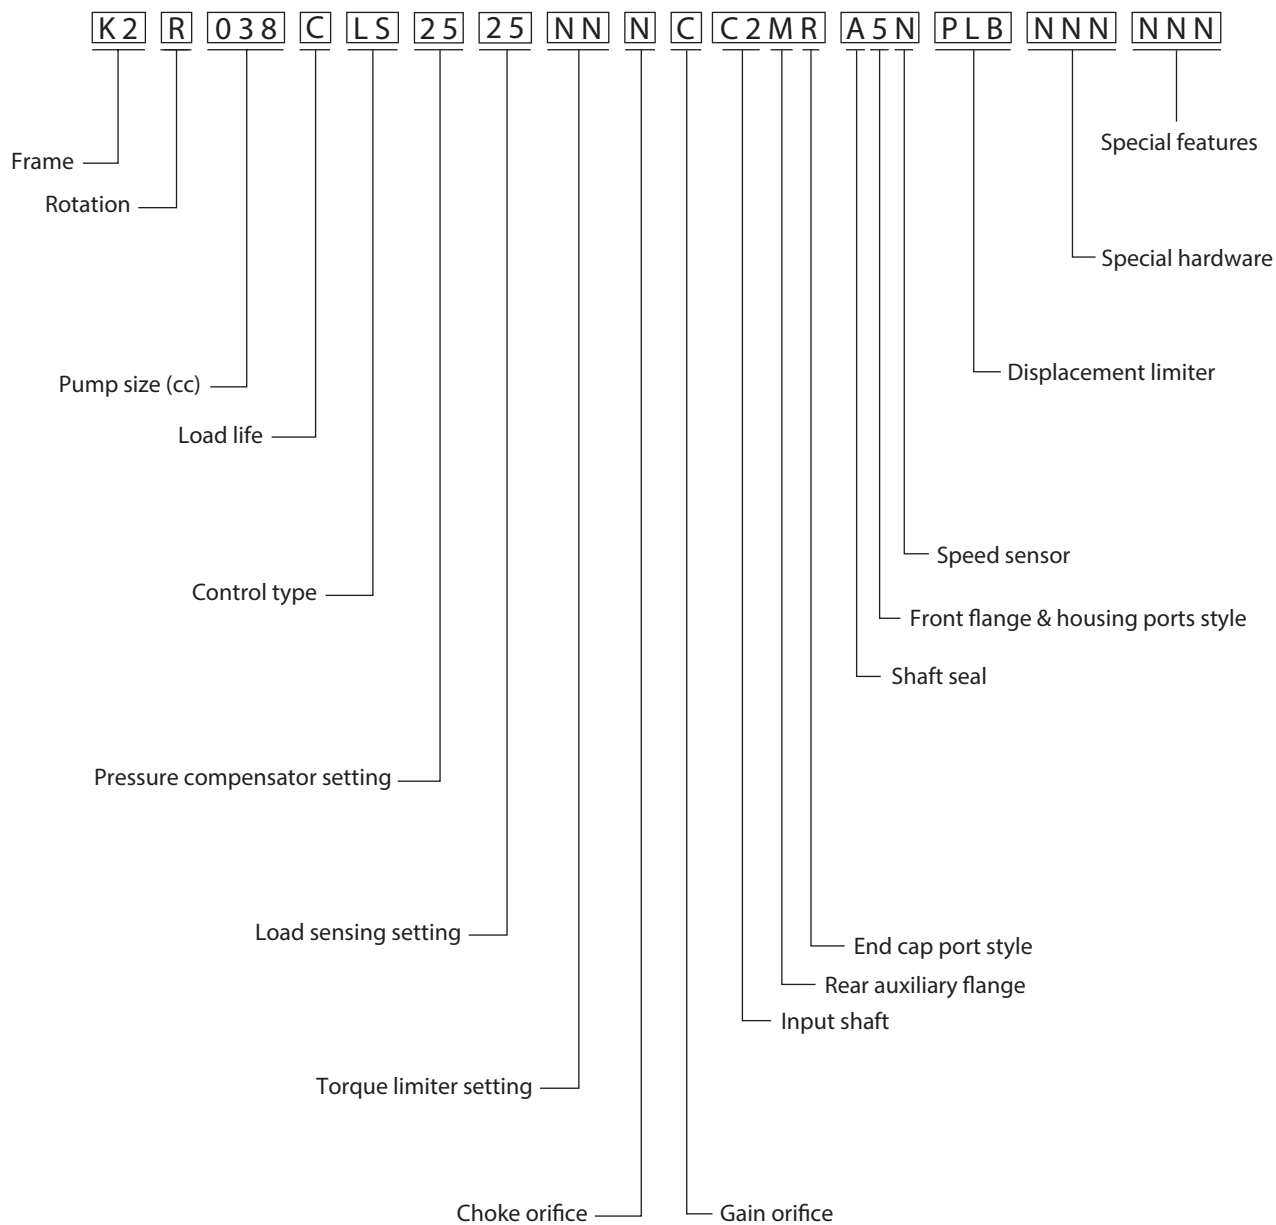 K2 R 038 C LS 25 25 NN N C C2MR A5N PLB NNN NNN
Special features
Frame
Rotation
Special hardware
Displacement limiter
Pump size (cc)
Load life
Speed sensor
Control type
Front flange & housing ports style
Shaft seal
Pressure compensator setting
Load sensing setting
End cap port style
Rear auxiliary flange
Input shaft
Torque limiter setting
Choke orifice
Gain orifice